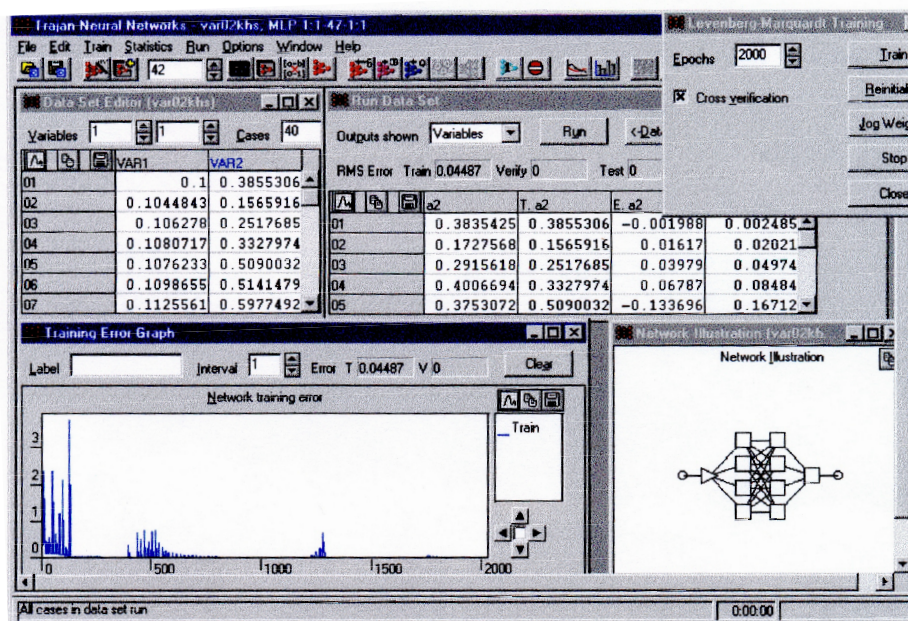 Trajan Neural Networks - var02khs, MLP 1:1-47-1:1
File Edit Train Statistics Run Options Window Help
42
Levenberg-Marquardt Training
Epochs 2000
Cross verification
Train
Reinitial
Jog Weig
Stop
Close
Data Set Editor (var02khs)
Variables 1 1 Cases 40
VAR1 VAR2
01 0.1 0.3855306
02 0.1044843 0.1565916
03 0.106278 0.2517685
04 0.1080717 0.3327974
05 0.1076233 0.5090032
06 0.1098655 0.5141479
07 0.1125561 0.5977492
Run Data Set
Outputs shown Variables Run <-Data
RMS Error Train 0.04487 Verify 0 Test 0
a2 T. a2 E. a2
01 0.3835425 0.3855306 -0.001988 0.002485
02 0.1727568 0.1565916 0.01617 0.02021
03 0.2915618 0.2517685 0.03979 0.04974
04 0.4006694 0.3327974 0.06787 0.08484
05 0.3753072 0.5090032 -0.133696 0.16712
Training Error Graph
Label Interval 1 Error T 0.04487 V 0 Clear
Network training error
Train
3
2
1
0
0 500 1000 1500 2000
Network Illustration (var02kh
Network Illustration
All cases in data set run 0:00:00